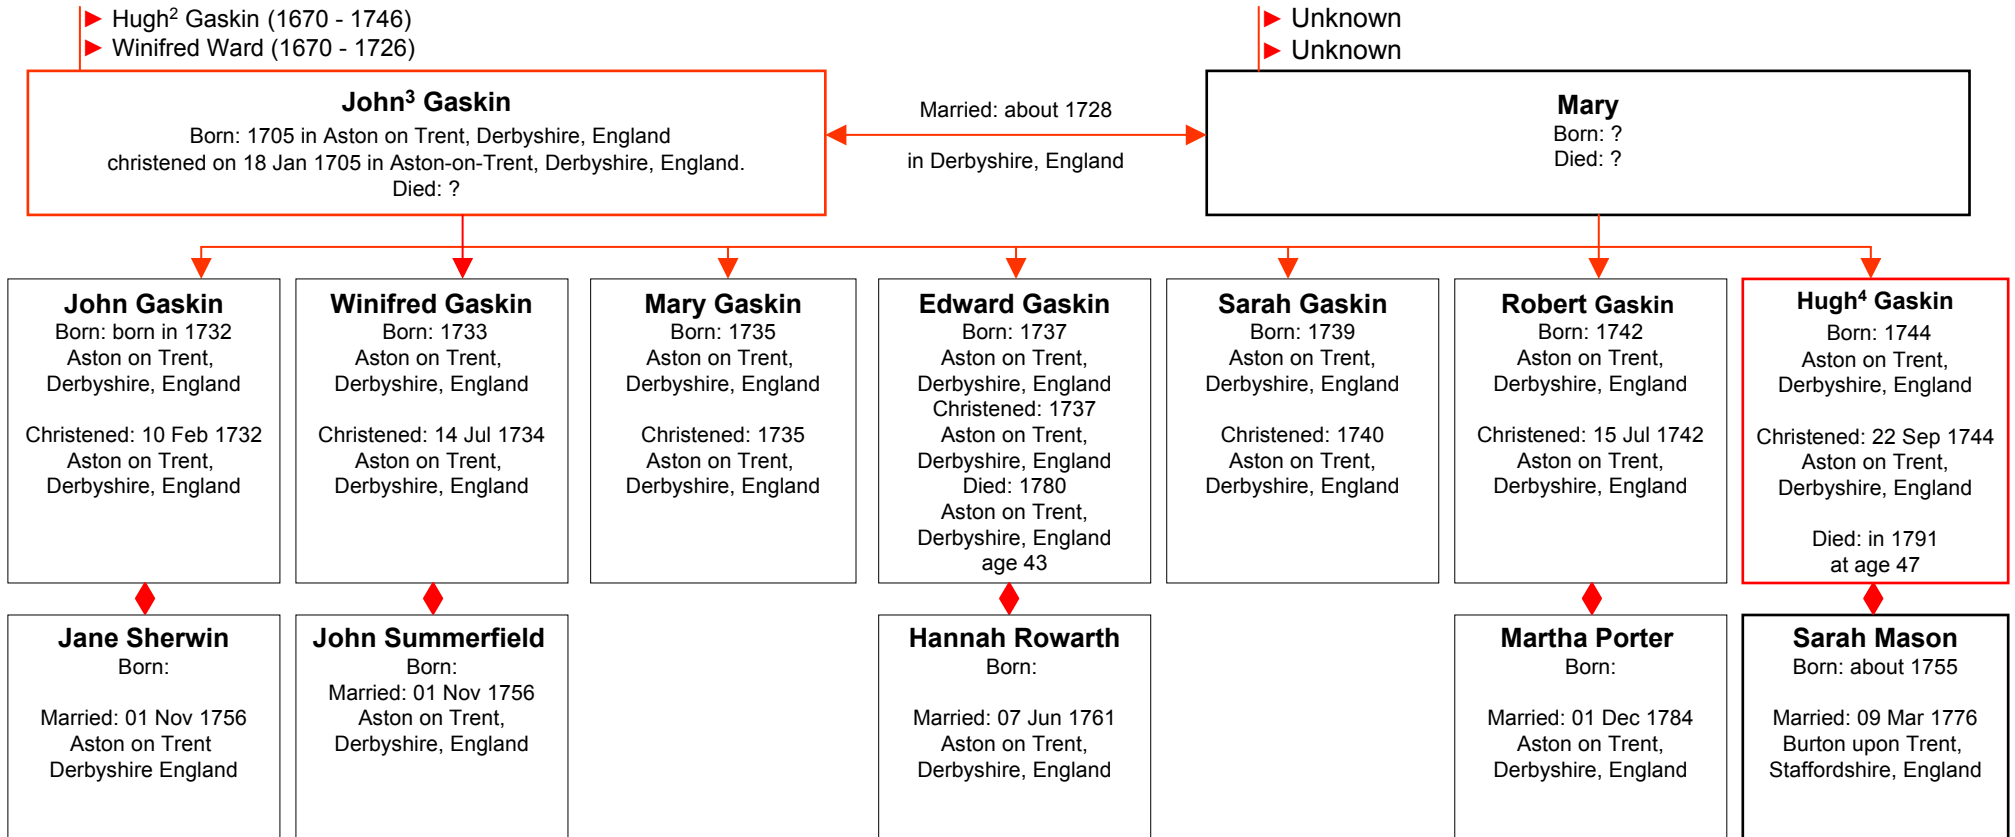 ► Hugh² Gaskin (1670 - 1746)
► Winifred Ward (1670 - 1726)
► Unknown
► Unknown
John³ Gaskin
Born: 1705 in Aston on Trent, Derbyshire, England
christened on 18 Jan 1705 in Aston-on-Trent, Derbyshire, England.
Died: ?
Married: about 1728
in Derbyshire, England
Mary
Born: ?
Died: ?
John Gaskin
Born: born in 1732
Aston on Trent,
Derbyshire, England
Christened: 10 Feb 1732
Aston on Trent,
Derbyshire, England
Winifred Gaskin
Born: 1733
Aston on Trent,
Derbyshire, England
Christened: 14 Jul 1734
Aston on Trent,
Derbyshire, England
Mary Gaskin
Born: 1735
Aston on Trent,
Derbyshire, England
Christened: 1735
Aston on Trent,
Derbyshire, England
Edward Gaskin
Born: 1737
Aston on Trent,
Derbyshire, England
Christened: 1737
Aston on Trent,
Derbyshire, England
Died: 1780
Aston on Trent,
Derbyshire, England
age 43
Sarah Gaskin
Born: 1739
Aston on Trent,
Derbyshire, England
Christened: 1740
Aston on Trent,
Derbyshire, England
Robert Gaskin
Born: 1742
Aston on Trent,
Derbyshire, England
Christened: 15 Jul 1742
Aston on Trent,
Derbyshire, England
Hugh⁴ Gaskin
Born: 1744
Aston on Trent,
Derbyshire, England
Christened: 22 Sep 1744
Aston on Trent,
Derbyshire, England
Died: in 1791
at age 47
Jane Sherwin
Born:
Married: 01 Nov 1756
Aston on Trent
Derbyshire England
John Summerfield
Born:
Married: 01 Nov 1756
Aston on Trent,
Derbyshire, England
Hannah Rowarth
Born:
Married: 07 Jun 1761
Aston on Trent,
Derbyshire, England
Martha Porter
Born:
Married: 01 Dec 1784
Aston on Trent,
Derbyshire, England
Sarah Mason
Born: about 1755
Married: 09 Mar 1776
Burton upon Trent,
Staffordshire, England